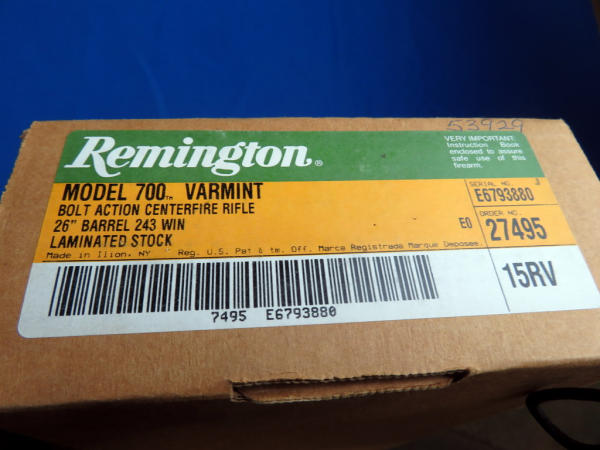 53929
Remington®
VERY IMPORTANT:
Instruction Book
enclosed to assure
safe use of this
firearm.
MODEL 700 TM VARMINT
BOLT ACTION CENTERFIRE RIFLE
26" BARREL 243 WIN
LAMINATED STOCK
SERIAL NO. J
E6793880
EO
ORDER NO.
27495
Made in Ilion, NY Reg. U.S. Pat & tm. Off. Marca Registrada Marque Deposee.
15RV
7495 E6793880